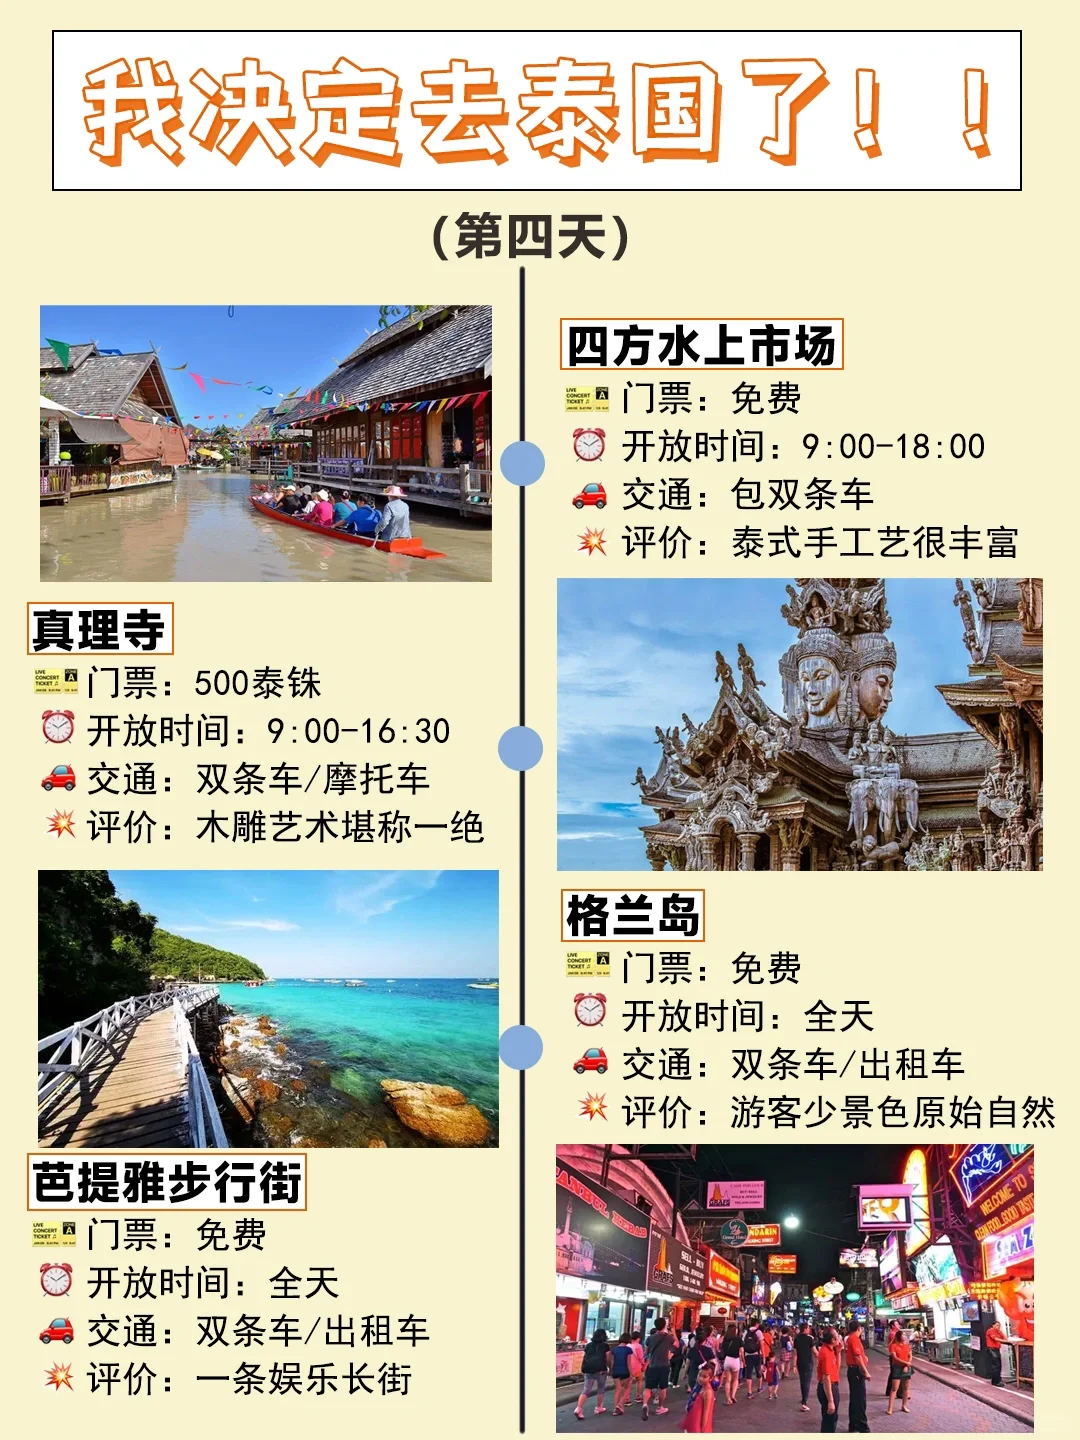 我决定去泰国了！！
（第四天）
四方水上市场
门票：免费
开放时间：9:00-18:00
交通：包双条车
评价：泰式手工艺很丰富
真理寺
门票：500泰铢
开放时间：9:00-16:30
交通：双条车/摩托车
评价：木雕艺术堪称一绝
格兰岛
门票：免费
开放时间：全天
交通：双条车/出租车
评价：游客少景色原始自然
芭提雅步行街
门票：免费
开放时间：全天
交通：双条车/出租车
评价：一条娱乐长街
LIVE
CONCERT
TICKET
A
GRAFS
SELL - BUY
MANDARIN
WELCOME TO